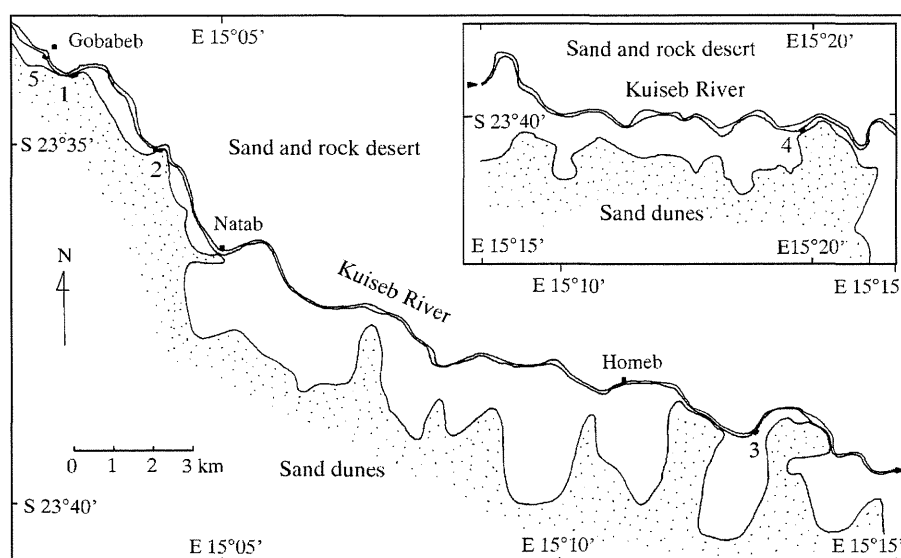 E 15°05’
Gobabeb
5
1
S 23°35’
2
Sand and rock desert
N
Natab
Kuiseb River
Homeb
3
0 1 2 3 km
Sand dunes
S 23°40’
E 15°05’
E 15°10’
E 15°15’
Sand and rock desert
E15°20’
Kuiseb River
S 23°40’
4
Sand dunes
E 15°15’
E15°20’
E 15°10’
E 15°15’